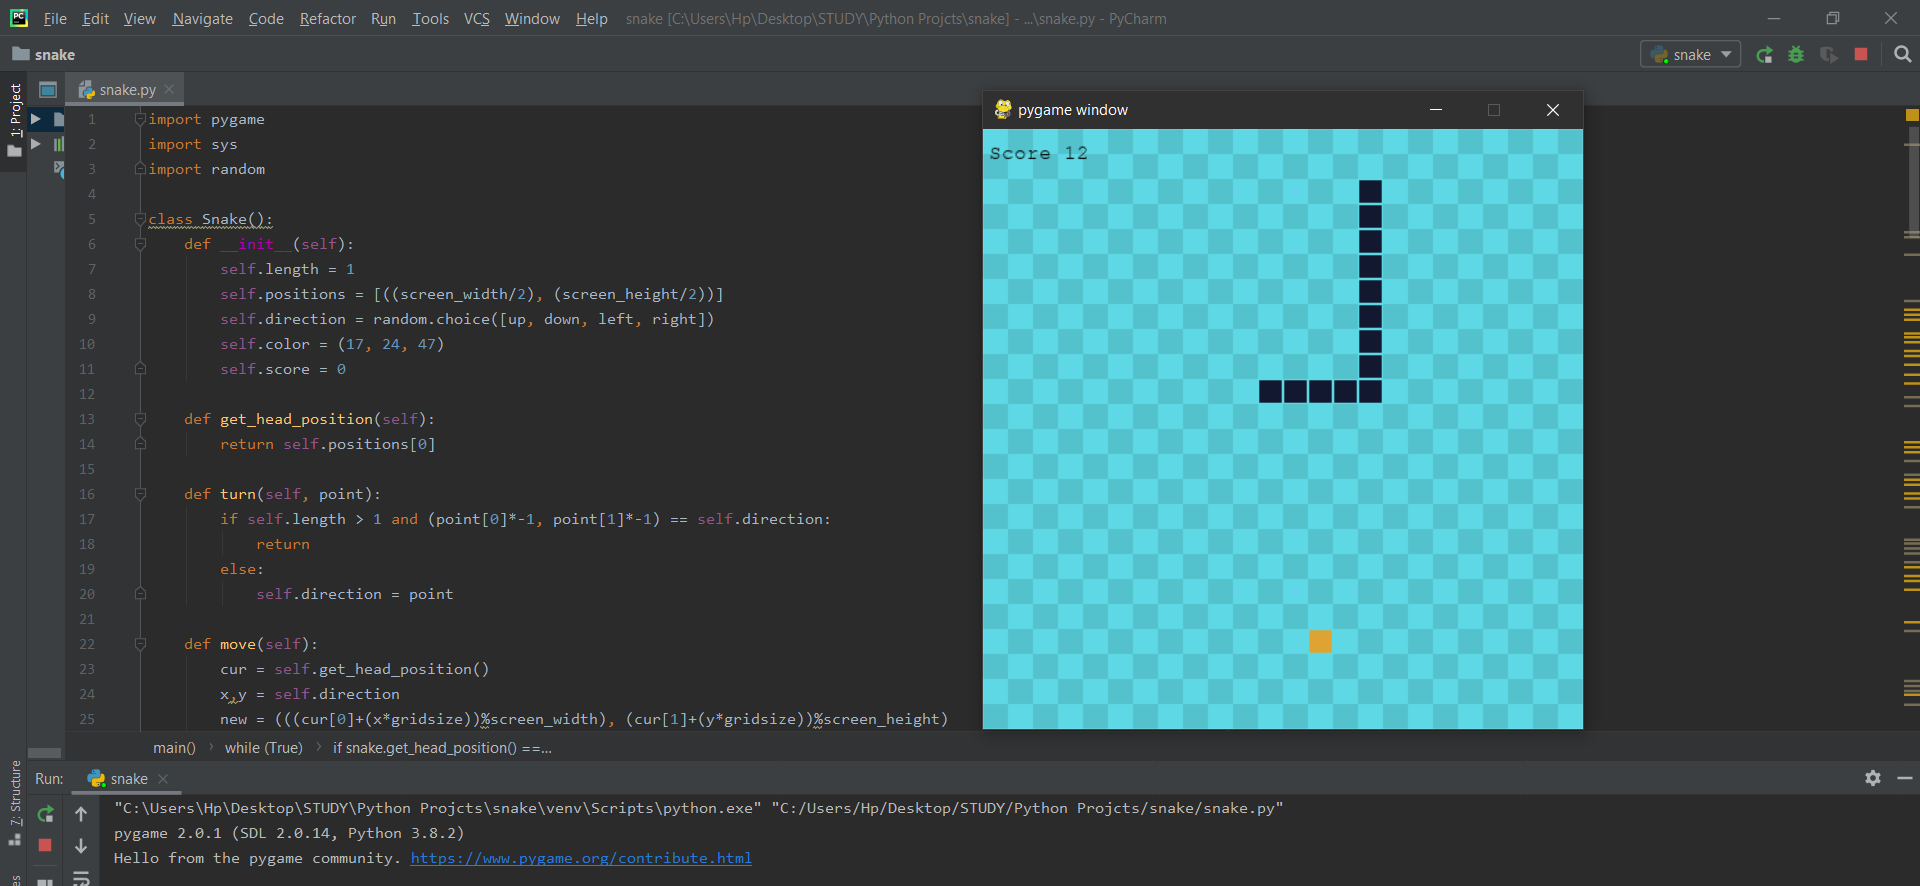 File Edit View Navigate Code Refactor Run Tools VCS Window Help snake [C:\Users\Hp\Desktop\STUDY\Python Projcts\snake] - ...\snake.py - PyCharm
snake
snake
1: Project
snake.py
1 import pygame
2 import sys
3 import random
4
5 class Snake():
6 def __init__(self):
7 self.length = 1
8 self.positions = [((screen_width/2), (screen_height/2))]
9 self.direction = random.choice([up, down, left, right])
10 self.color = (17, 24, 47)
11 self.score = 0
12
13 def get_head_position(self):
14 return self.positions[0]
15
16 def turn(self, point):
17 if self.length > 1 and (point[0]*-1, point[1]*-1) == self.direction:
18 return
19 else:
20 self.direction = point
21
22 def move(self):
23 cur = self.get_head_position()
24 x,y = self.direction
25 new = (((cur[0]+(x*gridsize))%screen_width), (cur[1]+(y*gridsize))%screen_height)
pygame window
Score 12
main() › while (True) › if snake.get_head_position() ==...
7: Structure
Run: snake
"C:\Users\Hp\Desktop\STUDY\Python Projcts\snake\venv\Scripts\python.exe" "C:/Users/Hp/Desktop/STUDY/Python Projcts/snake/snake.py"
pygame 2.0.1 (SDL 2.0.14, Python 3.8.2)
Hello from the pygame community. https://www.pygame.org/contribute.html